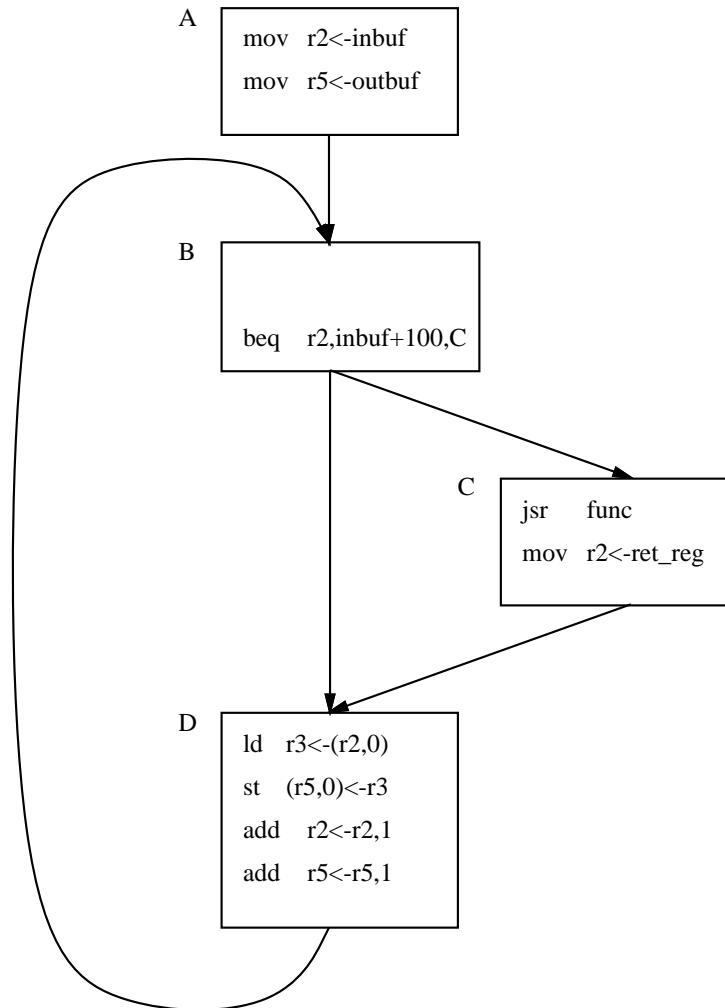 A
mov r2<-inbuf
mov r5<-outbuf
B
beq r2,inbuf+100,C
C
jsr func
mov r2<-ret_reg
D
ld r3<-(r2,0)
st (r5,0)<-r3
add r2<-r2,1
add r5<-r5,1